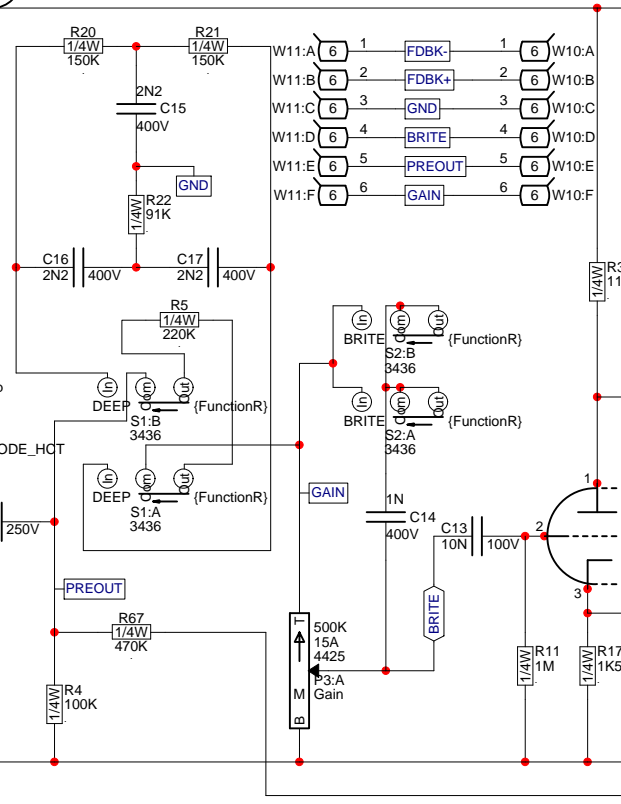 R20
1/4W
150K
R21
1/4W
150K
2N2
C15
400V
GND
R22
91K
1/4W
C16
2N2
400V
C17
2N2
400V
W11:A 6 1 FDBK- 1 6 W10:A
W11:B 6 2 FDBK+ 2 6 W10:B
W11:C 6 3 GND 3 6 W10:C
W11:D 6 4 BRITE 4 6 W10:D
W11:E 6 5 PREOUT 5 6 W10:E
W11:F 6 6 GAIN 6 6 W10:F
1/4W
R5
1/4W
220K
In Com Out
DEEP
{FunctionR}
S1:B
3436
In Com Out
DEEP
{FunctionR}
S1:A
3436
In Com Out
BRITE
{FunctionR}
S2:B
3436
In Com Out
BRITE
{FunctionR}
S2:A
3436
ODE_HCT
250V
GAIN
1N
C14
400V
C13
10N
100V
1
2
3
PREOUT
BRITE
R67
1/4W
470K
T
M
B
500K
15A
4425
P3:A
Gain
R4
100K
1/4W
R11
1M
1/4W
R17
1K5
1/4W